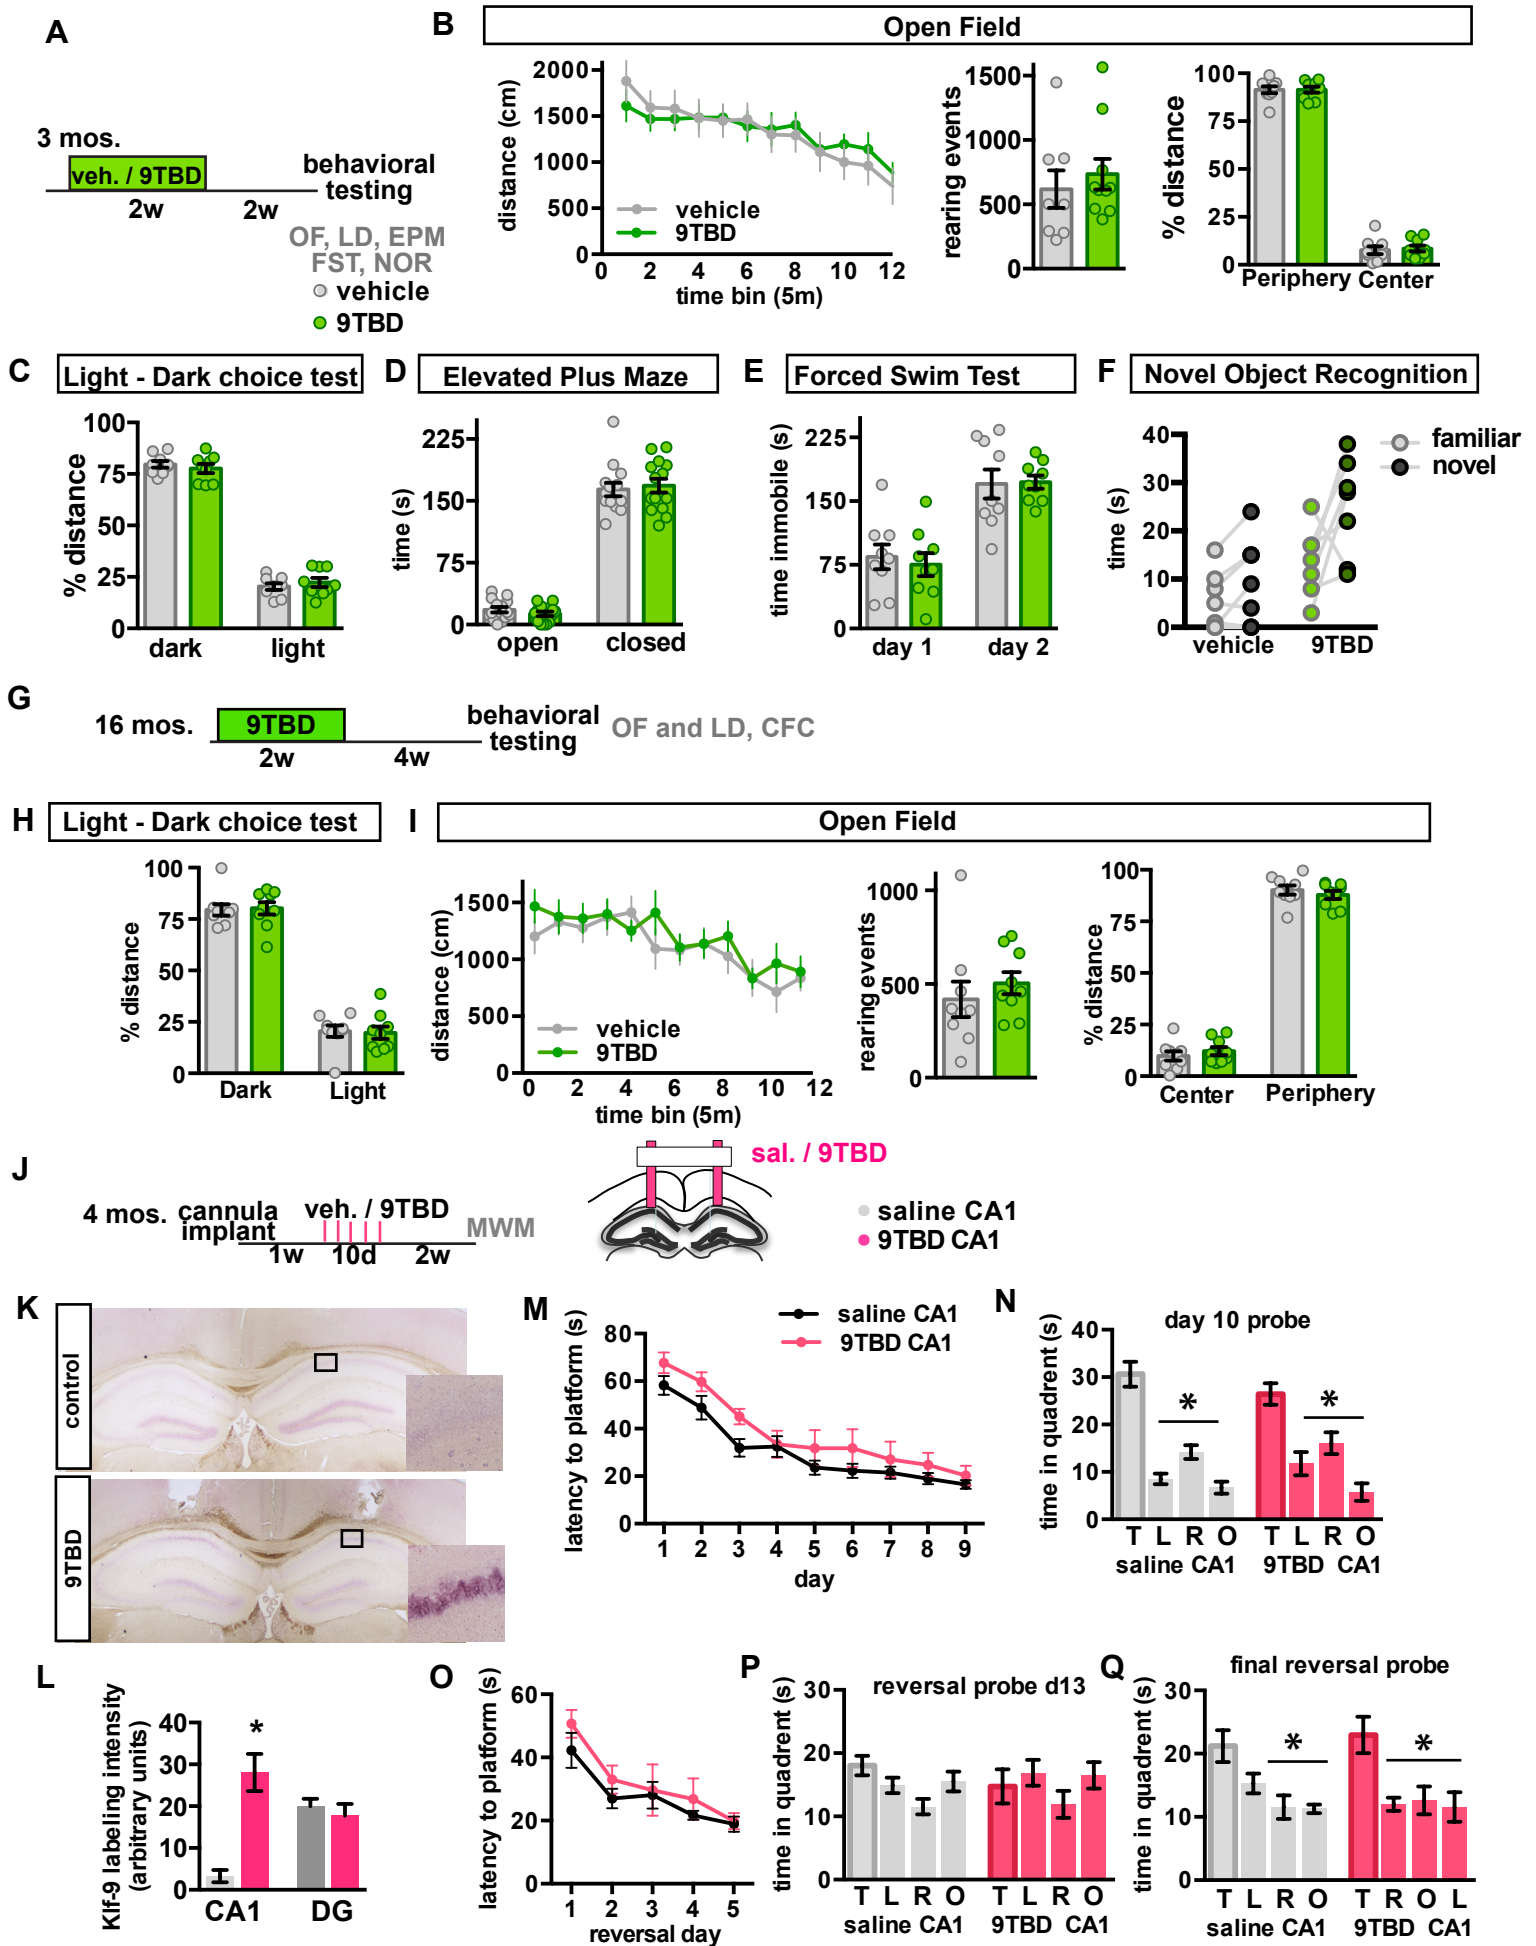 A
3 mos.
veh. / 9TBD
2w
2w
behavioral
testing
OF, LD, EPM
FST, NOR
vehicle
9TBD
B
Open Field
distance (cm)
2000
1500
1000
500
0
0 2 4 6 8 10 12
time bin (5m)
vehicle
9TBD
rearing events
1500
1000
500
0
% distance
100
75
50
25
0
Periphery Center
C
Light - Dark choice test
% distance
100
75
50
25
0
dark light
D
Elevated Plus Maze
time (s)
225
150
75
0
open closed
E
Forced Swim Test
time immobile (s)
225
150
75
0
day 1 day 2
F
Novel Object Recognition
time (s)
40
30
20
10
0
vehicle 9TBD
familiar
novel
G
16 mos.
9TBD
2w
4w
behavioral
testing
OF and LD, CFC
H
Light - Dark choice test
% distance
100
75
50
25
0
Dark Light
I
Open Field
distance (cm)
1500
1000
500
0
0 2 4 6 8 10 12
time bin (5m)
vehicle
9TBD
rearing events
1000
500
0
% distance
100
75
50
25
0
Center Periphery
J
4 mos.
cannula
implant
veh. / 9TBD
MWM
1w 10d 2w
sal. / 9TBD
saline CA1
9TBD CA1
K
control
9TBD
L
Klf-9 labeling intensity
(arbitrary units)
40
30
20
10
0
*
CA1 DG
M
latency to platform (s)
80
60
40
20
0
1 2 3 4 5 6 7 8 9
day
saline CA1
9TBD CA1
N
day 10 probe
time in quadrent (s)
40
30
20
10
0
* *
T L R O T L R O
saline CA1 9TBD CA1
O
latency to platform (s)
60
40
20
0
1 2 3 4 5
reversal day
P
reversal probe d13
time in quadrent (s)
30
20
10
0
T L R O T L R O
saline CA1 9TBD CA1
Q
final reversal probe
time in quadrent (s)
30
20
10
0
* *
T L R O T R O L
saline CA1 9TBD CA1